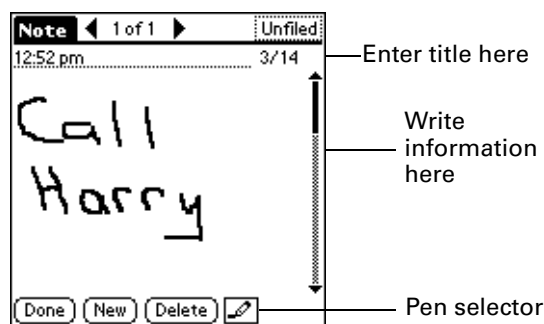 Note 1 of 1 Unfiled
12:52 pm 3/14
Enter title here
Call
Harry
Write
information
here
Done New Delete
Pen selector